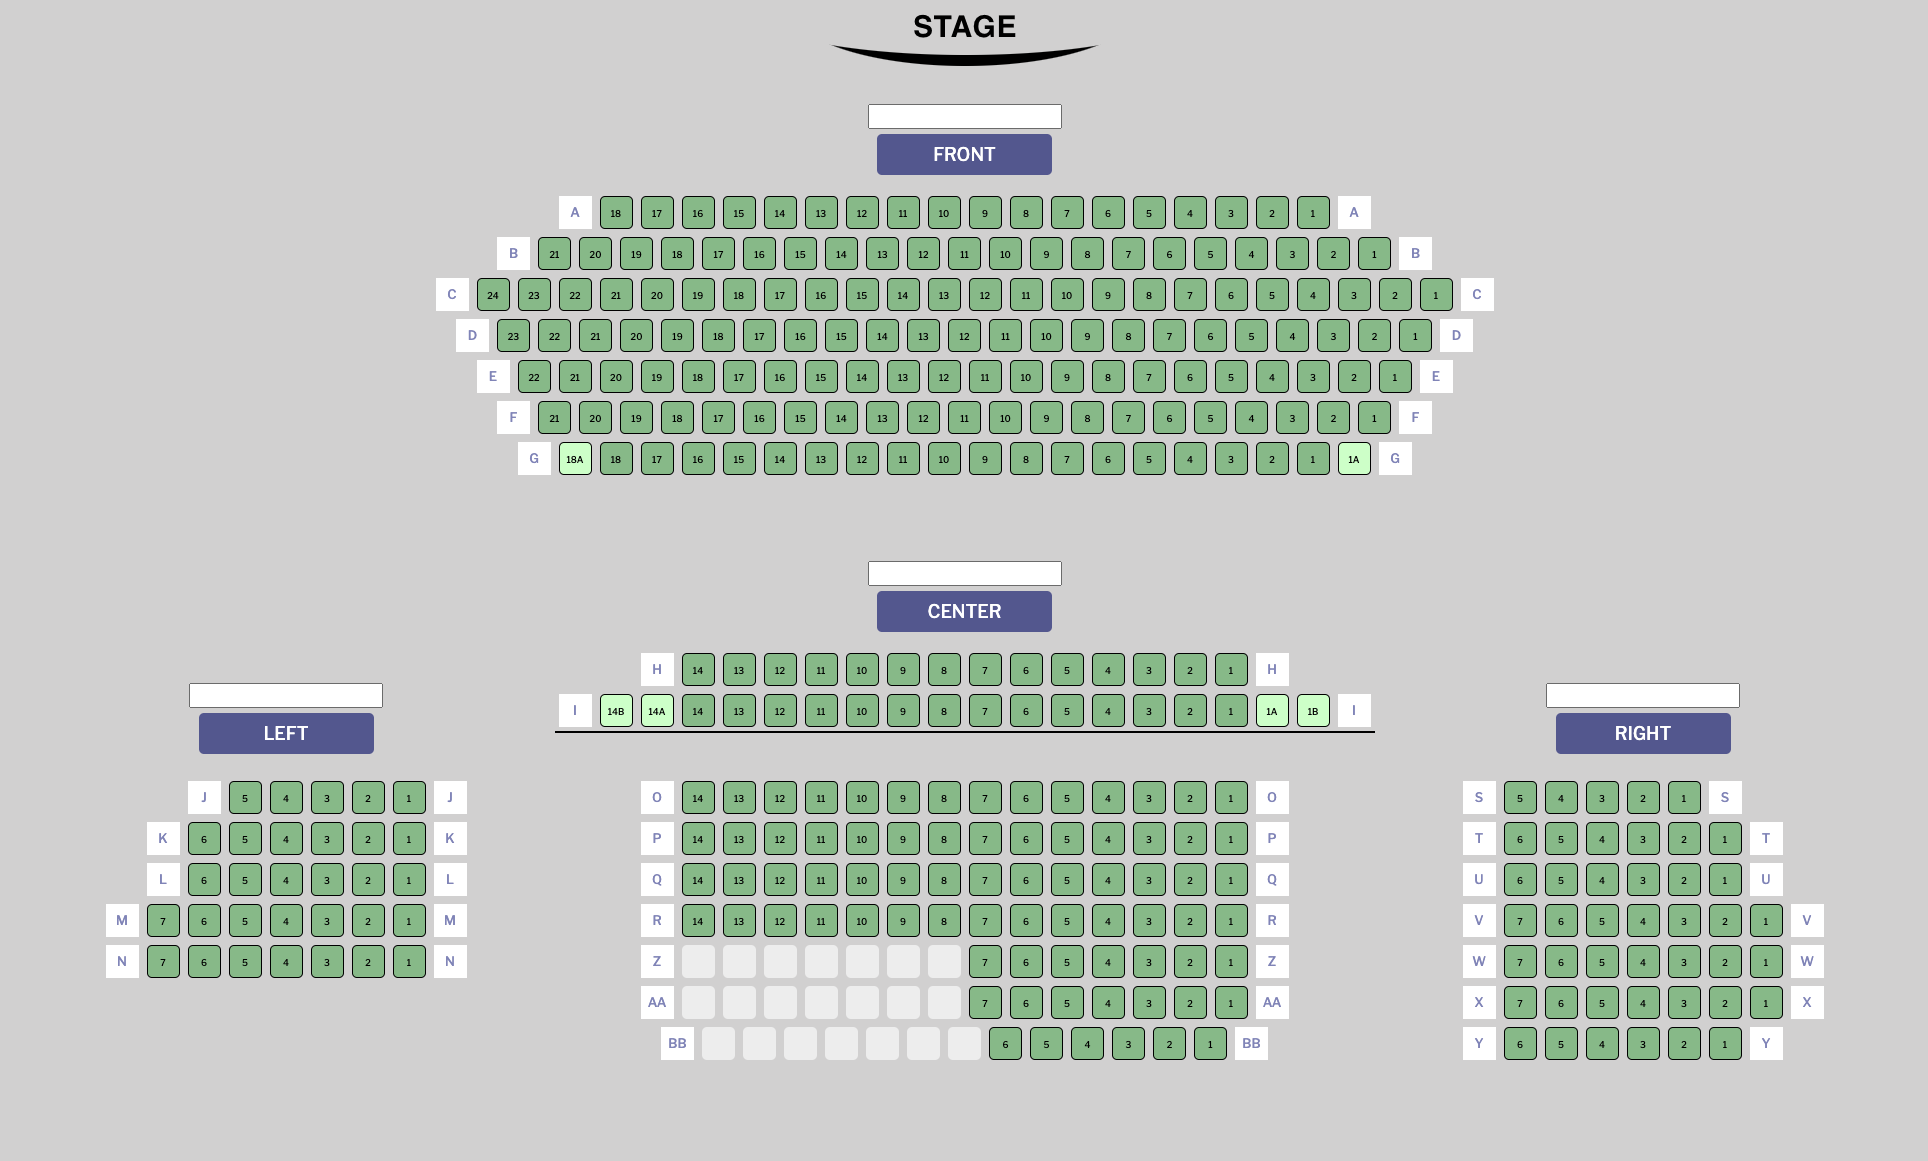 STAGE
FRONT
A 18 17 16 15 14 13 12 11 10 9 8 7 6 5 4 3 2 1 A
B 21 20 19 18 17 16 15 14 13 12 11 10 9 8 7 6 5 4 3 2 1 B
C 24 23 22 21 20 19 18 17 16 15 14 13 12 11 10 9 8 7 6 5 4 3 2 1 C
D 23 22 21 20 19 18 17 16 15 14 13 12 11 10 9 8 7 6 5 4 3 2 1 D
E 22 21 20 19 18 17 16 15 14 13 12 11 10 9 8 7 6 5 4 3 2 1 E
F 21 20 19 18 17 16 15 14 13 12 11 10 9 8 7 6 5 4 3 2 1 F
G 18A 18 17 16 15 14 13 12 11 10 9 8 7 6 5 4 3 2 1 1A G
CENTER
H 14 13 12 11 10 9 8 7 6 5 4 3 2 1 H
I 14B 14A 14 13 12 11 10 9 8 7 6 5 4 3 2 1 1A 1B I
LEFT
J 5 4 3 2 1 J
K 6 5 4 3 2 1 K
L 6 5 4 3 2 1 L
M 7 6 5 4 3 2 1 M
N 7 6 5 4 3 2 1 N
O 14 13 12 11 10 9 8 7 6 5 4 3 2 1 O
P 14 13 12 11 10 9 8 7 6 5 4 3 2 1 P
Q 14 13 12 11 10 9 8 7 6 5 4 3 2 1 Q
R 14 13 12 11 10 9 8 7 6 5 4 3 2 1 R
Z 7 6 5 4 3 2 1 Z
AA 7 6 5 4 3 2 1 AA
BB 6 5 4 3 2 1 BB
RIGHT
S 5 4 3 2 1 S
T 6 5 4 3 2 1 T
U 6 5 4 3 2 1 U
V 7 6 5 4 3 2 1 V
W 7 6 5 4 3 2 1 W
X 7 6 5 4 3 2 1 X
Y 6 5 4 3 2 1 Y